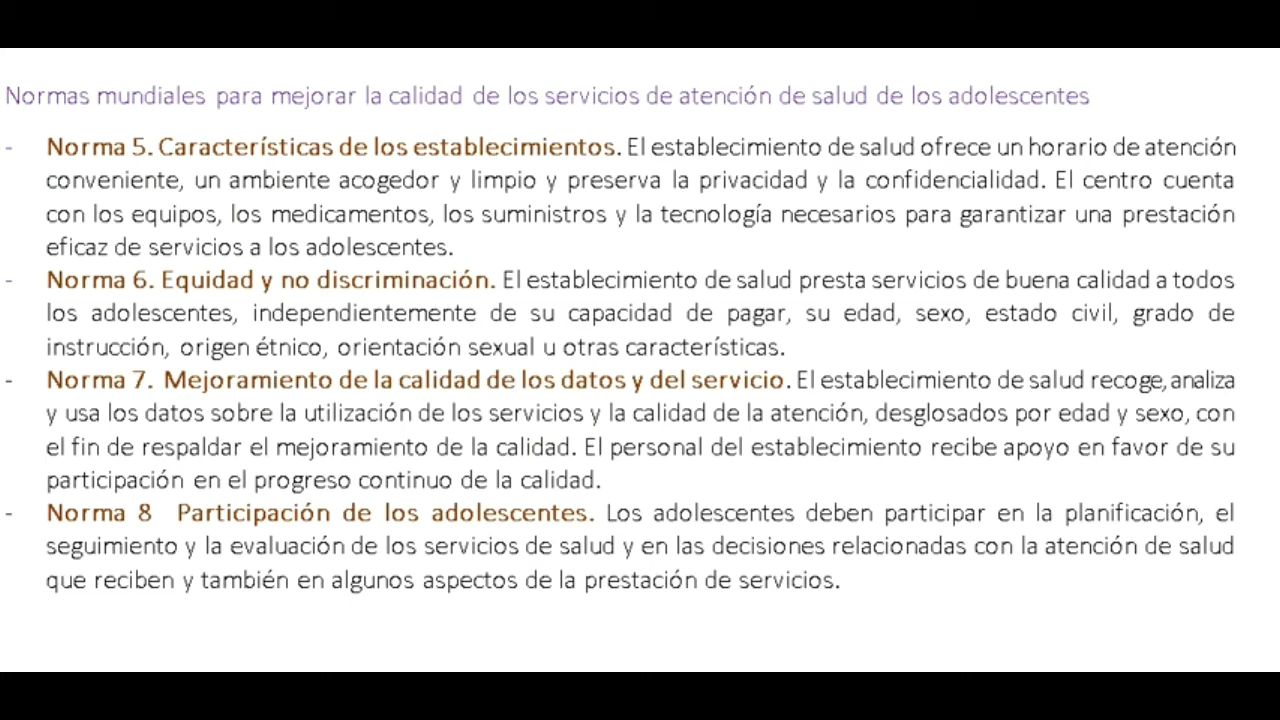 Normas mundiales para mejorar la calidad de los servicios de atención de salud de los adolescentes
- Norma 5. Características de los establecimientos. El establecimiento de salud ofrece un horario de atención
conveniente, un ambiente acogedor y limpio y preserva la privacidad y la confidencialidad. El centro cuenta
con los equipos, los medicamentos, los suministros y la tecnología necesarios para garantizar una prestación
eficaz de servicios a los adolescentes.
- Norma 6. Equidad y no discriminación. El establecimiento de salud presta servicios de buena calidad a todos
los adolescentes, independientemente de su capacidad de pagar, su edad, sexo, estado civil, grado de
instrucción, origen étnico, orientación sexual u otras características.
- Norma 7. Mejoramiento de la calidad de los datos y del servicio. El establecimiento de salud recoge, analiza
y usa los datos sobre la utilización de los servicios y la calidad de la atención, desglosados por edad y sexo, con
el fin de respaldar el mejoramiento de la calidad. El personal del establecimiento recibe apoyo en favor de su
participación en el progreso continuo de la calidad.
- Norma 8 Participación de los adolescentes. Los adolescentes deben participar en la planificación, el
seguimiento y la evaluación de los servicios de salud y en las decisiones relacionadas con la atención de salud
que reciben y también en algunos aspectos de la prestación de servicios.